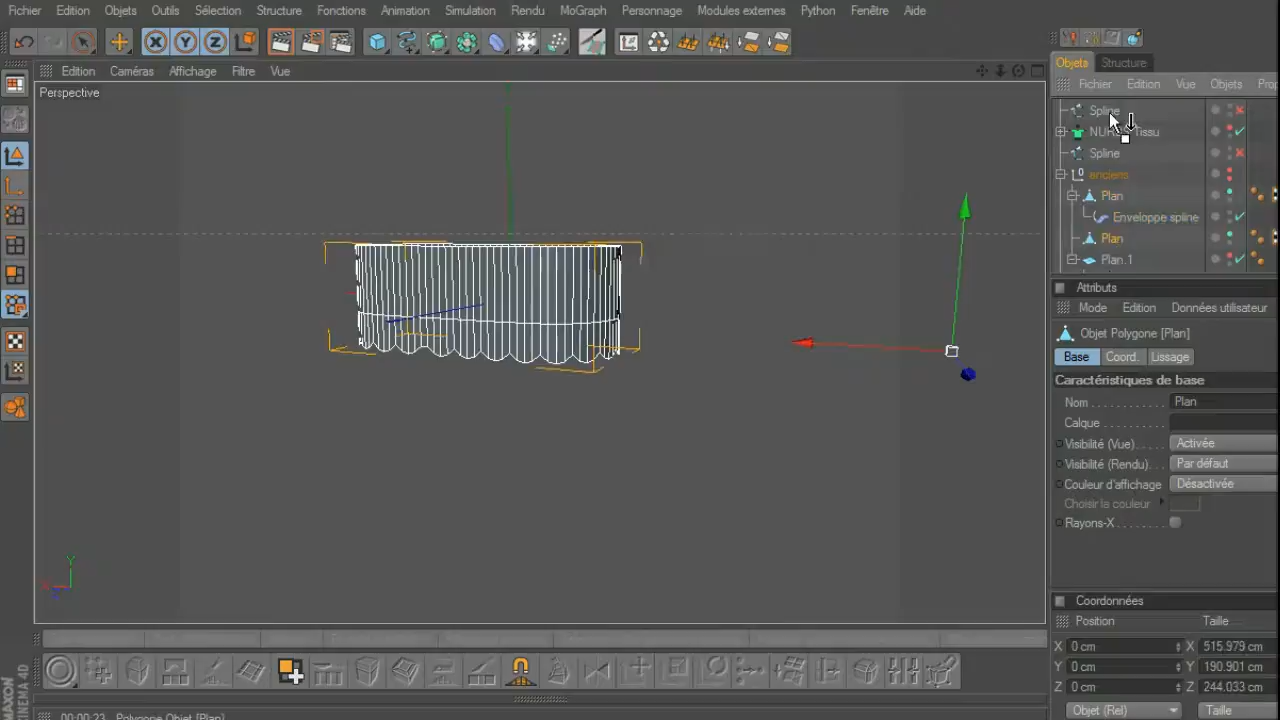 Fichier Edition Objets Outils Sélection Structure Fonctions Animation Simulation Rendu MoGraph Personnage Modules externes Python Fenêtre Aide
Edition Caméras Affichage Filtre Vue
Perspective
Objets Structure
Fichier Edition Vue Objets
Spline
Tissu
Spline
anciens
Plan
Enveloppe spline
Plan
Plan.1
Attributs
Mode Edition Données utilisateur
Objet Polygone [Plan]
Base Coord. Lissage
Caractéristiques de base
Nom Plan
Calque
Visibilité (Vue) Activée
Visibilité (Rendu) Par défaut
Couleur d'affichage Désactivée
Choisir la couleur
Rayons-X
Coordonnées
Position Taille
X 0 cm X 515.979 cm
Y 0 cm Y 190.901 cm
Z 0 cm Z 244.033 cm
Objet (Rel) Taille
X Y Z
Y
X
Z
MAXON
CINEMA 4D
00:00:23 Polygone Objet [Plan]